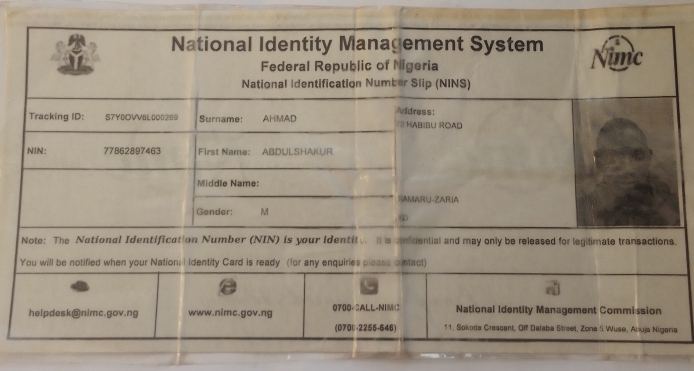 National Identity Management System
Federal Republic of Nigeria
National Identification Number Slip (NINS)
Nimc
Tracking ID: S7Y0OVV6L000269
Surname: AHMAD
Address:
HABIBU ROAD
NIN: 77862897463
First Name: ABDULSHAKUR
Middle Name:
Gender: M
SAMARU-ZARIA
Note: The National Identification Number (NIN) is your identity. It is confidential and may only be released for legitimate transactions.
You will be notified when your National Identity Card is ready (for any enquiries please contact)
helpdesk@nimc.gov.ng
www.nimc.gov.ng
0700-CALL-NIMC
(0700-2255-646)
National Identity Management Commission
11, Sokoda Crescent, Off Dalaba Street, Zone 5 Wuse, Abuja Nigeria